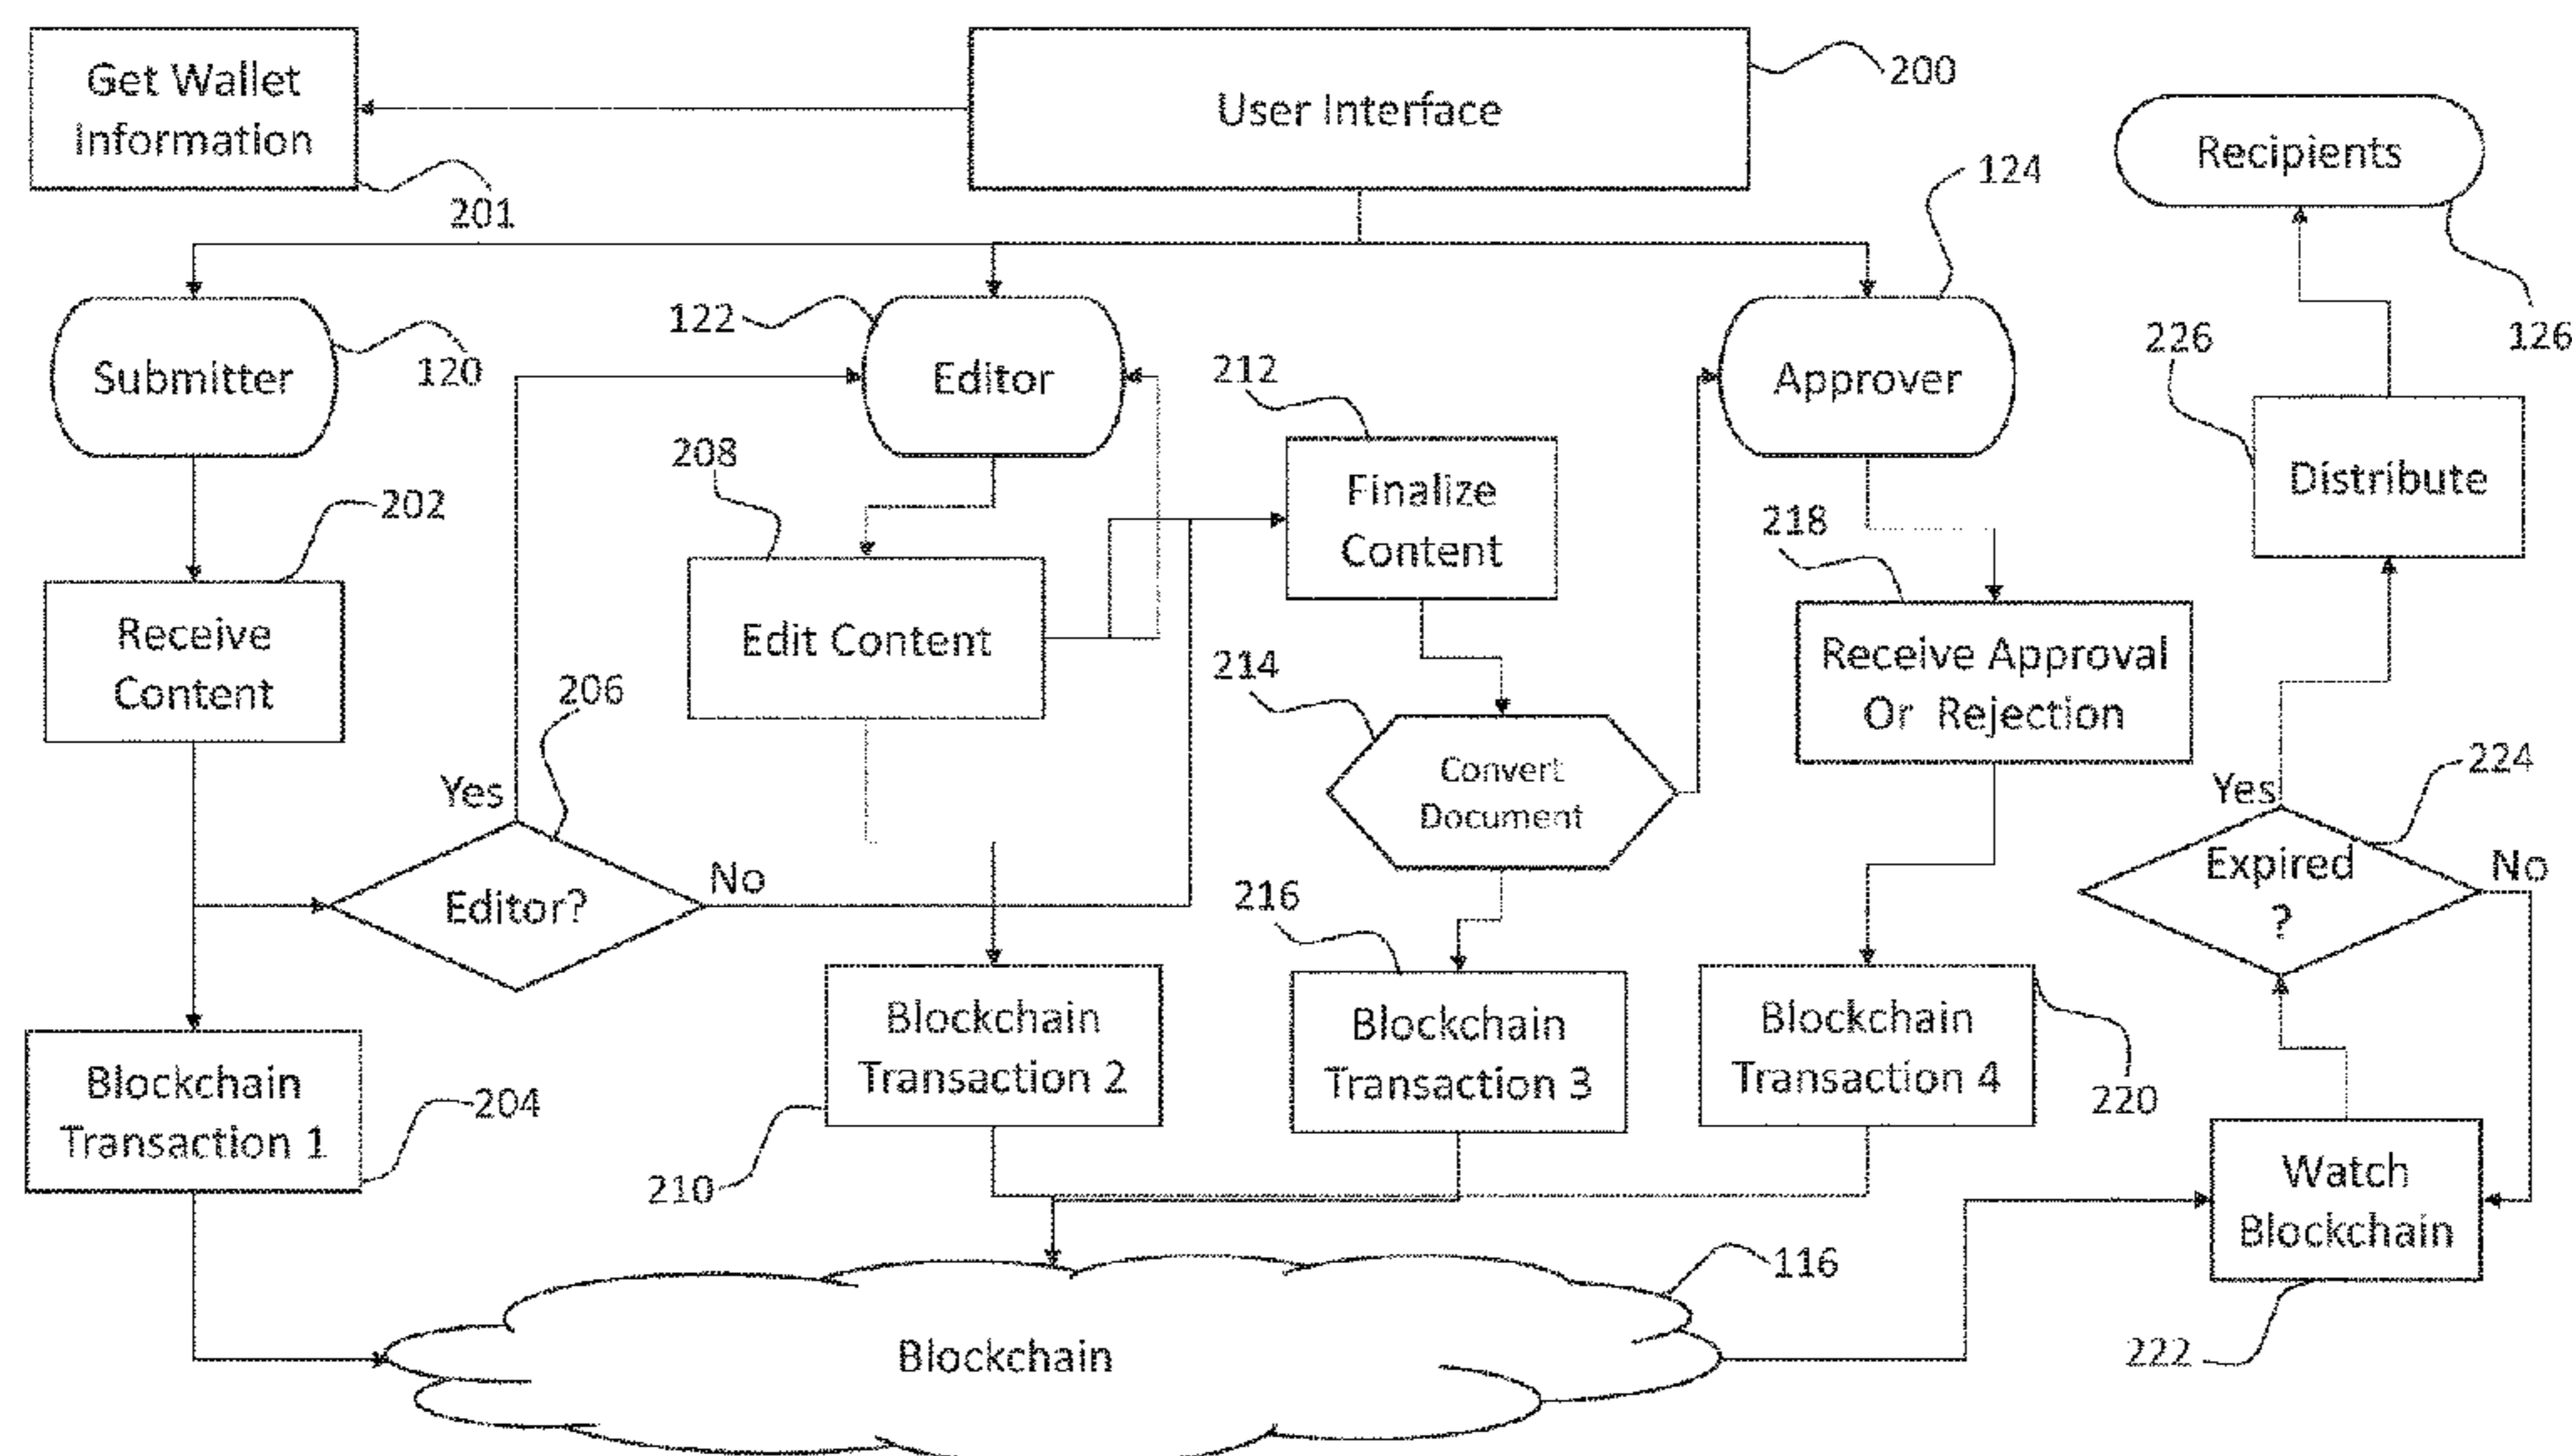 Get Wallet
Information
201
User Interface
200
Recipients
126
124
Submitter
120
122
Editor
Approver
226
Distribute
202
Receive
Content
208
Edit Content
212
Finalize
Content
218
Receive Approval
Or Rejection
206
Yes
Editor?
No
214
Convert
Document
224
Yes
Expired
?
No
Blockchain
Transaction 1
204
Blockchain
Transaction 2
210
216
Blockchain
Transaction 3
Blockchain
Transaction 4
220
Watch
Blockchain
222
116
Blockchain